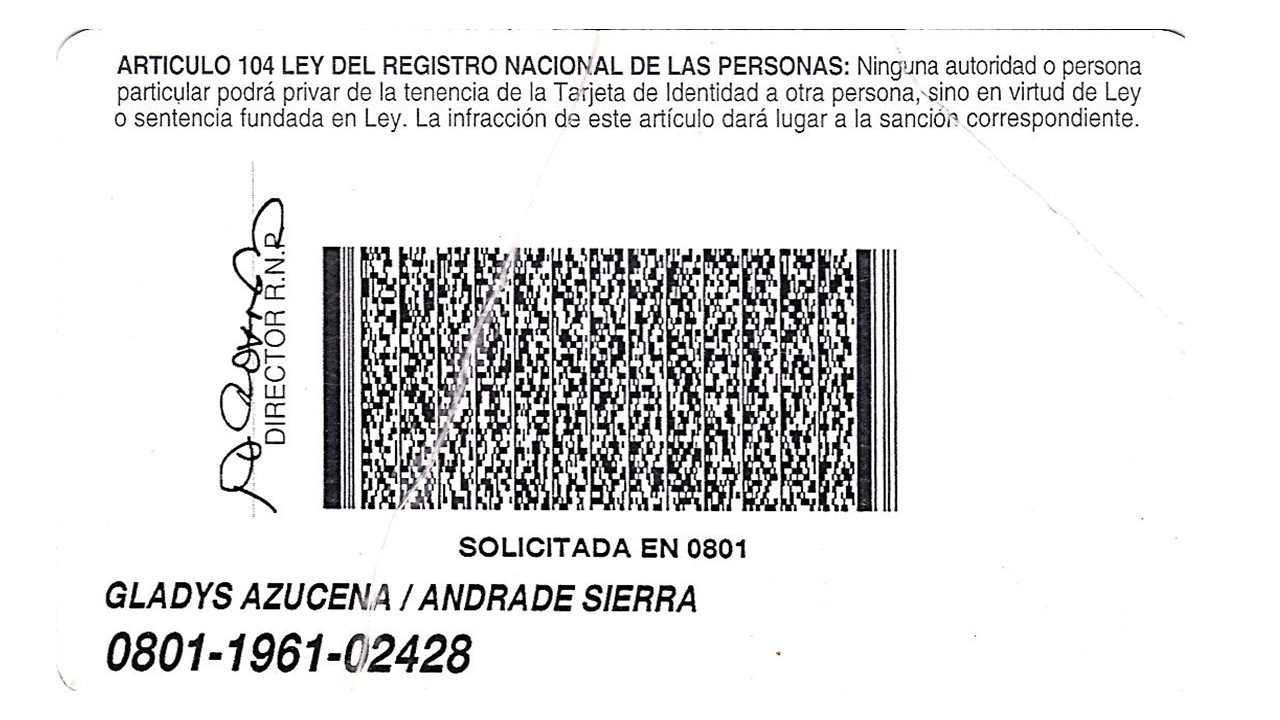 ARTICULO 104 LEY DEL REGISTRO NACIONAL DE LAS PERSONAS: Ninguna autoridad o persona
particular podrá privar de la tenencia de la Tarjeta de Identidad a otra persona, sino en virtud de Ley
o sentencia fundada en Ley. La infracción de este artículo dará lugar a la sanción correspondiente.
DIRECTOR R.N.P.
SOLICITADA EN 0801
GLADYS AZUCENA / ANDRADE SIERRA
0801-1961-02428